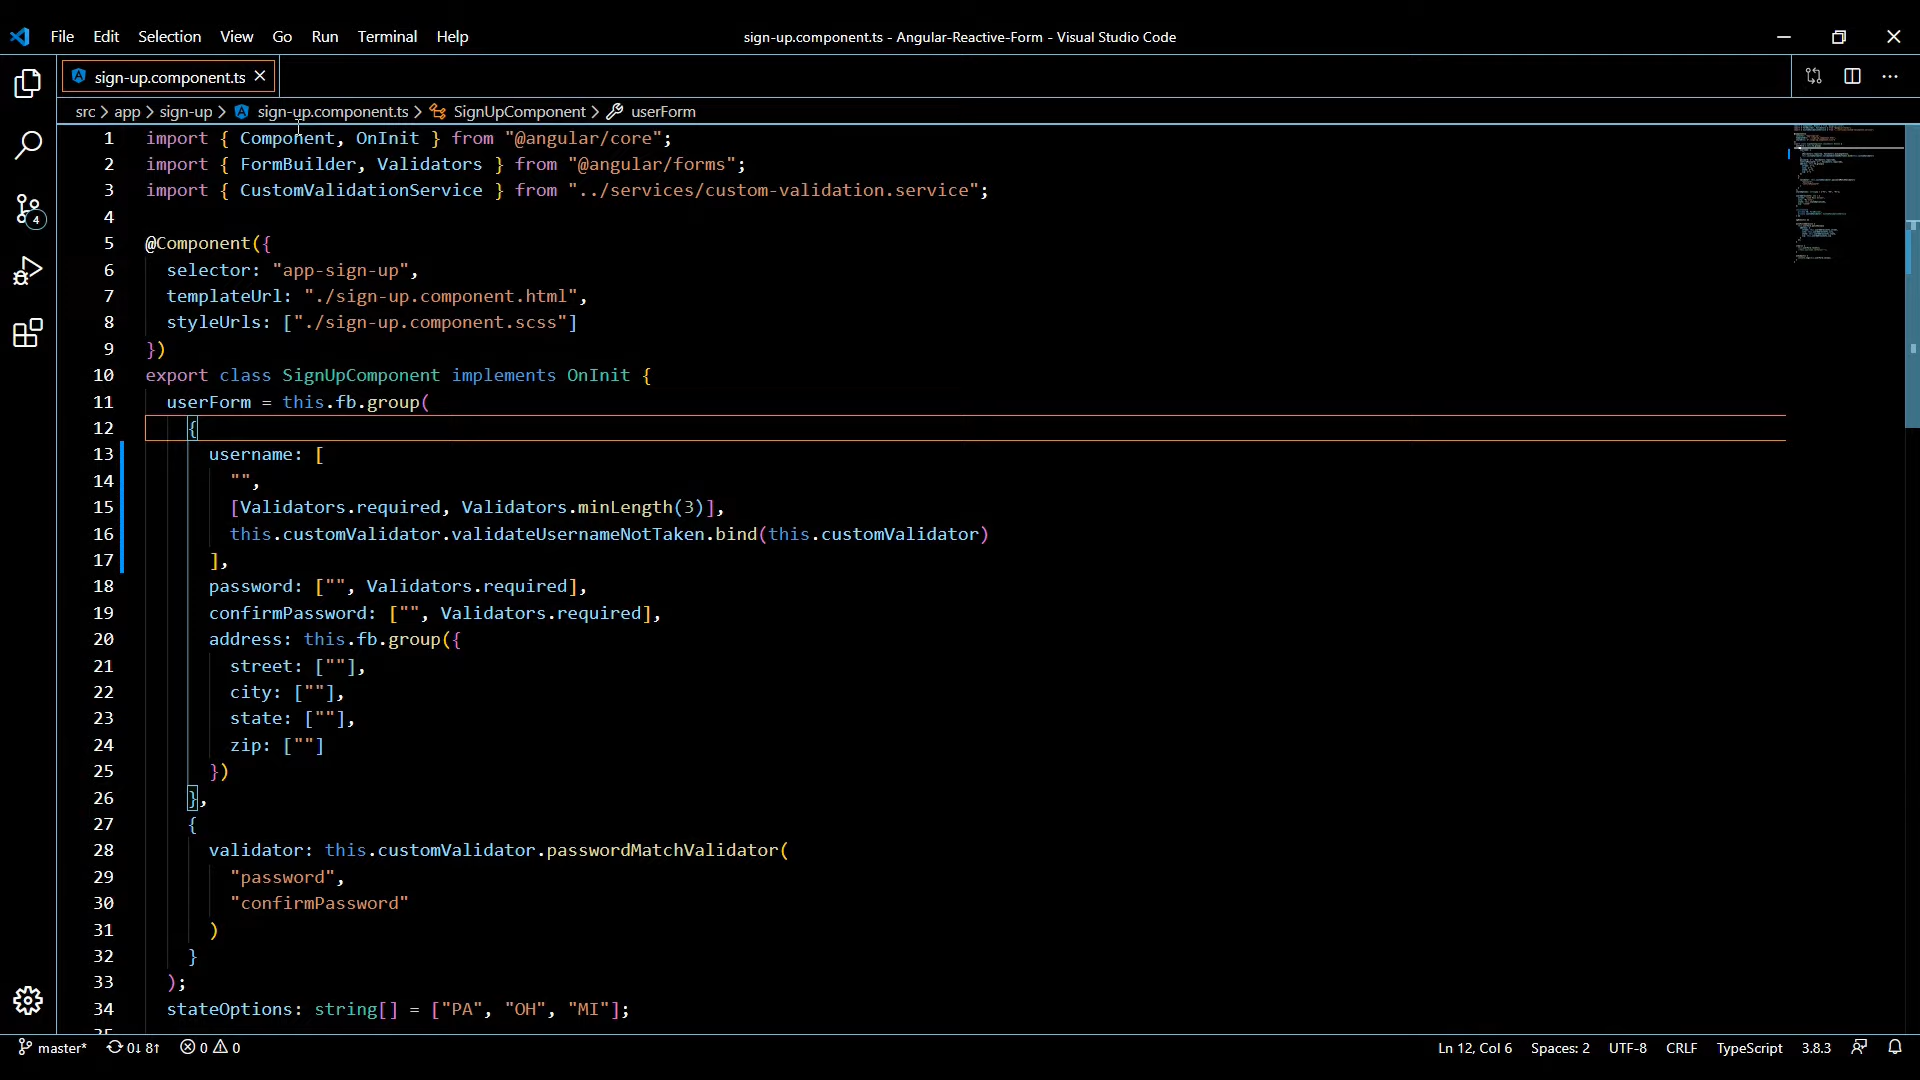 File Edit Selection View Go Run Terminal Help
sign-up.component.ts - Angular-Reactive-Form - Visual Studio Code
sign-up.component.ts
src > app > sign-up > sign-up.component.ts > SignUpComponent > userForm
1 import { Component, OnInit } from "@angular/core";
2 import { FormBuilder, Validators } from "@angular/forms";
3 import { CustomValidationService } from "../services/custom-validation.service";
4
5 @Component({
6 selector: "app-sign-up",
7 templateUrl: "./sign-up.component.html",
8 styleUrls: ["./sign-up.component.scss"]
9 })
10 export class SignUpComponent implements OnInit {
11 userForm = this.fb.group(
12 {
13 username: [
14 "",
15 [Validators.required, Validators.minLength(3)],
16 this.customValidator.validateUsernameNotTaken.bind(this.customValidator)
17 ],
18 password: ["", Validators.required],
19 confirmPassword: ["", Validators.required],
20 address: this.fb.group({
21 street: [""],
22 city: [""],
23 state: [""],
24 zip: [""]
25 })
26 },
27 {
28 validator: this.customValidator.passwordMatchValidator(
29 "password",
30 "confirmPassword"
31 )
32 }
33 );
34 stateOptions: string[] = ["PA", "OH", "MI"];
4
master* 0↓ 8↑ 0 0
Ln 12, Col 6 Spaces: 2 UTF-8 CRLF TypeScript 3.8.3